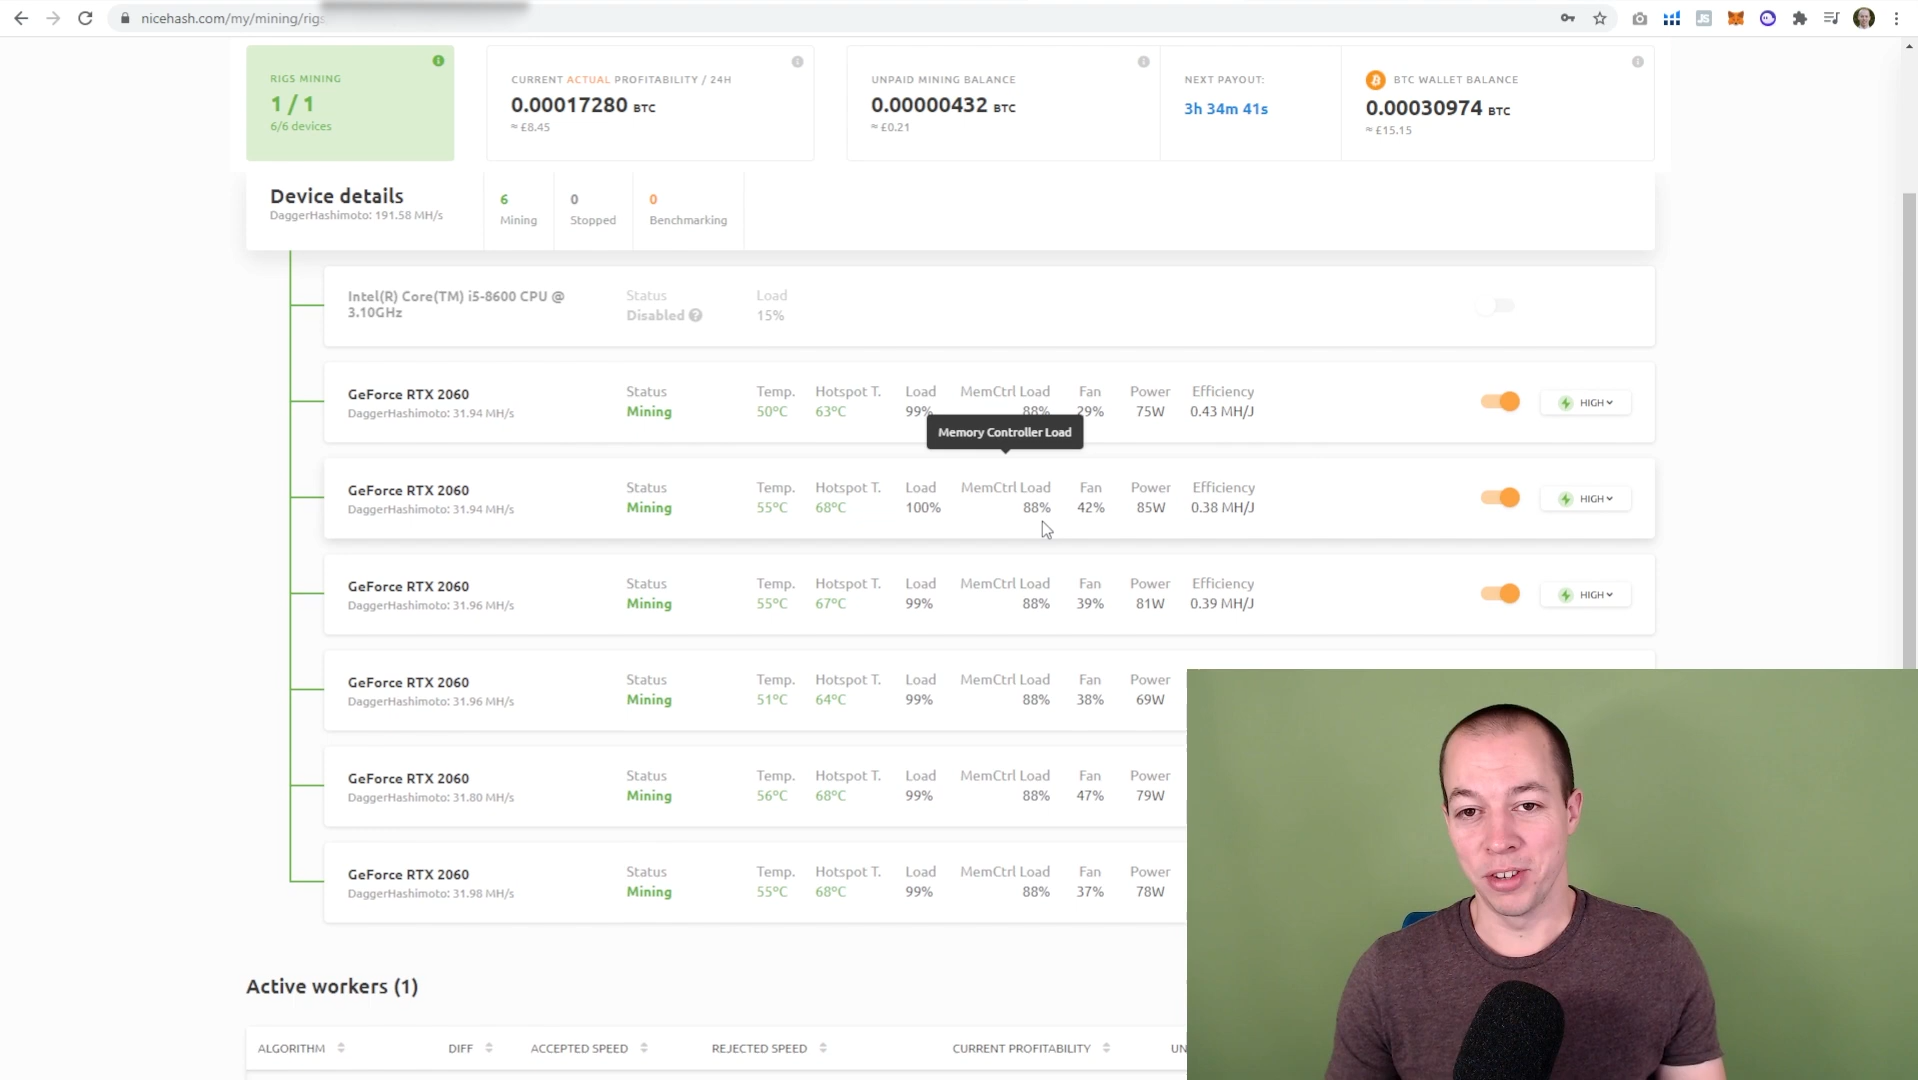 nicehash.com/my/mining/rigs
RIGS MINING
1 / 1
6/6 devices
CURRENT ACTUAL PROFITABILITY / 24H
0.00017280 BTC
≈ £8.45
UNPAID MINING BALANCE
0.00000432 BTC
≈ £0.21
NEXT PAYOUT:
3h 34m 41s
BTC WALLET BALANCE
0.00030974 BTC
≈ £15.15
Device details
DaggerHashimoto: 191.58 MH/s
6 0 0
Mining Stopped Benchmarking
Intel(R) Core(TM) i5-8600 CPU @
3.10GHz
Status Load
Disabled 15%
GeForce RTX 2060
DaggerHashimoto: 31.94 MH/s
Status Temp. Hotspot T. Load MemCtrl Load Fan Power Efficiency
Mining 50°C 63°C 99% 88% 29% 75W 0.43 MH/J
HIGH
Memory Controller Load
GeForce RTX 2060
DaggerHashimoto: 31.94 MH/s
Status Temp. Hotspot T. Load MemCtrl Load Fan Power Efficiency
Mining 55°C 68°C 100% 88% 42% 85W 0.38 MH/J
HIGH
GeForce RTX 2060
DaggerHashimoto: 31.96 MH/s
Status Temp. Hotspot T. Load MemCtrl Load Fan Power Efficiency
Mining 55°C 67°C 99% 88% 39% 81W 0.39 MH/J
HIGH
GeForce RTX 2060
DaggerHashimoto: 31.96 MH/s
Status Temp. Hotspot T. Load MemCtrl Load Fan Power
Mining 51°C 64°C 99% 88% 38% 69W
GeForce RTX 2060
DaggerHashimoto: 31.80 MH/s
Status Temp. Hotspot T. Load MemCtrl Load Fan Power
Mining 56°C 68°C 99% 88% 47% 79W
GeForce RTX 2060
DaggerHashimoto: 31.98 MH/s
Status Temp. Hotspot T. Load MemCtrl Load Fan Power
Mining 55°C 68°C 99% 88% 37% 78W
Active workers (1)
ALGORITHM DIFF ACCEPTED SPEED REJECTED SPEED CURRENT PROFITABILITY UN